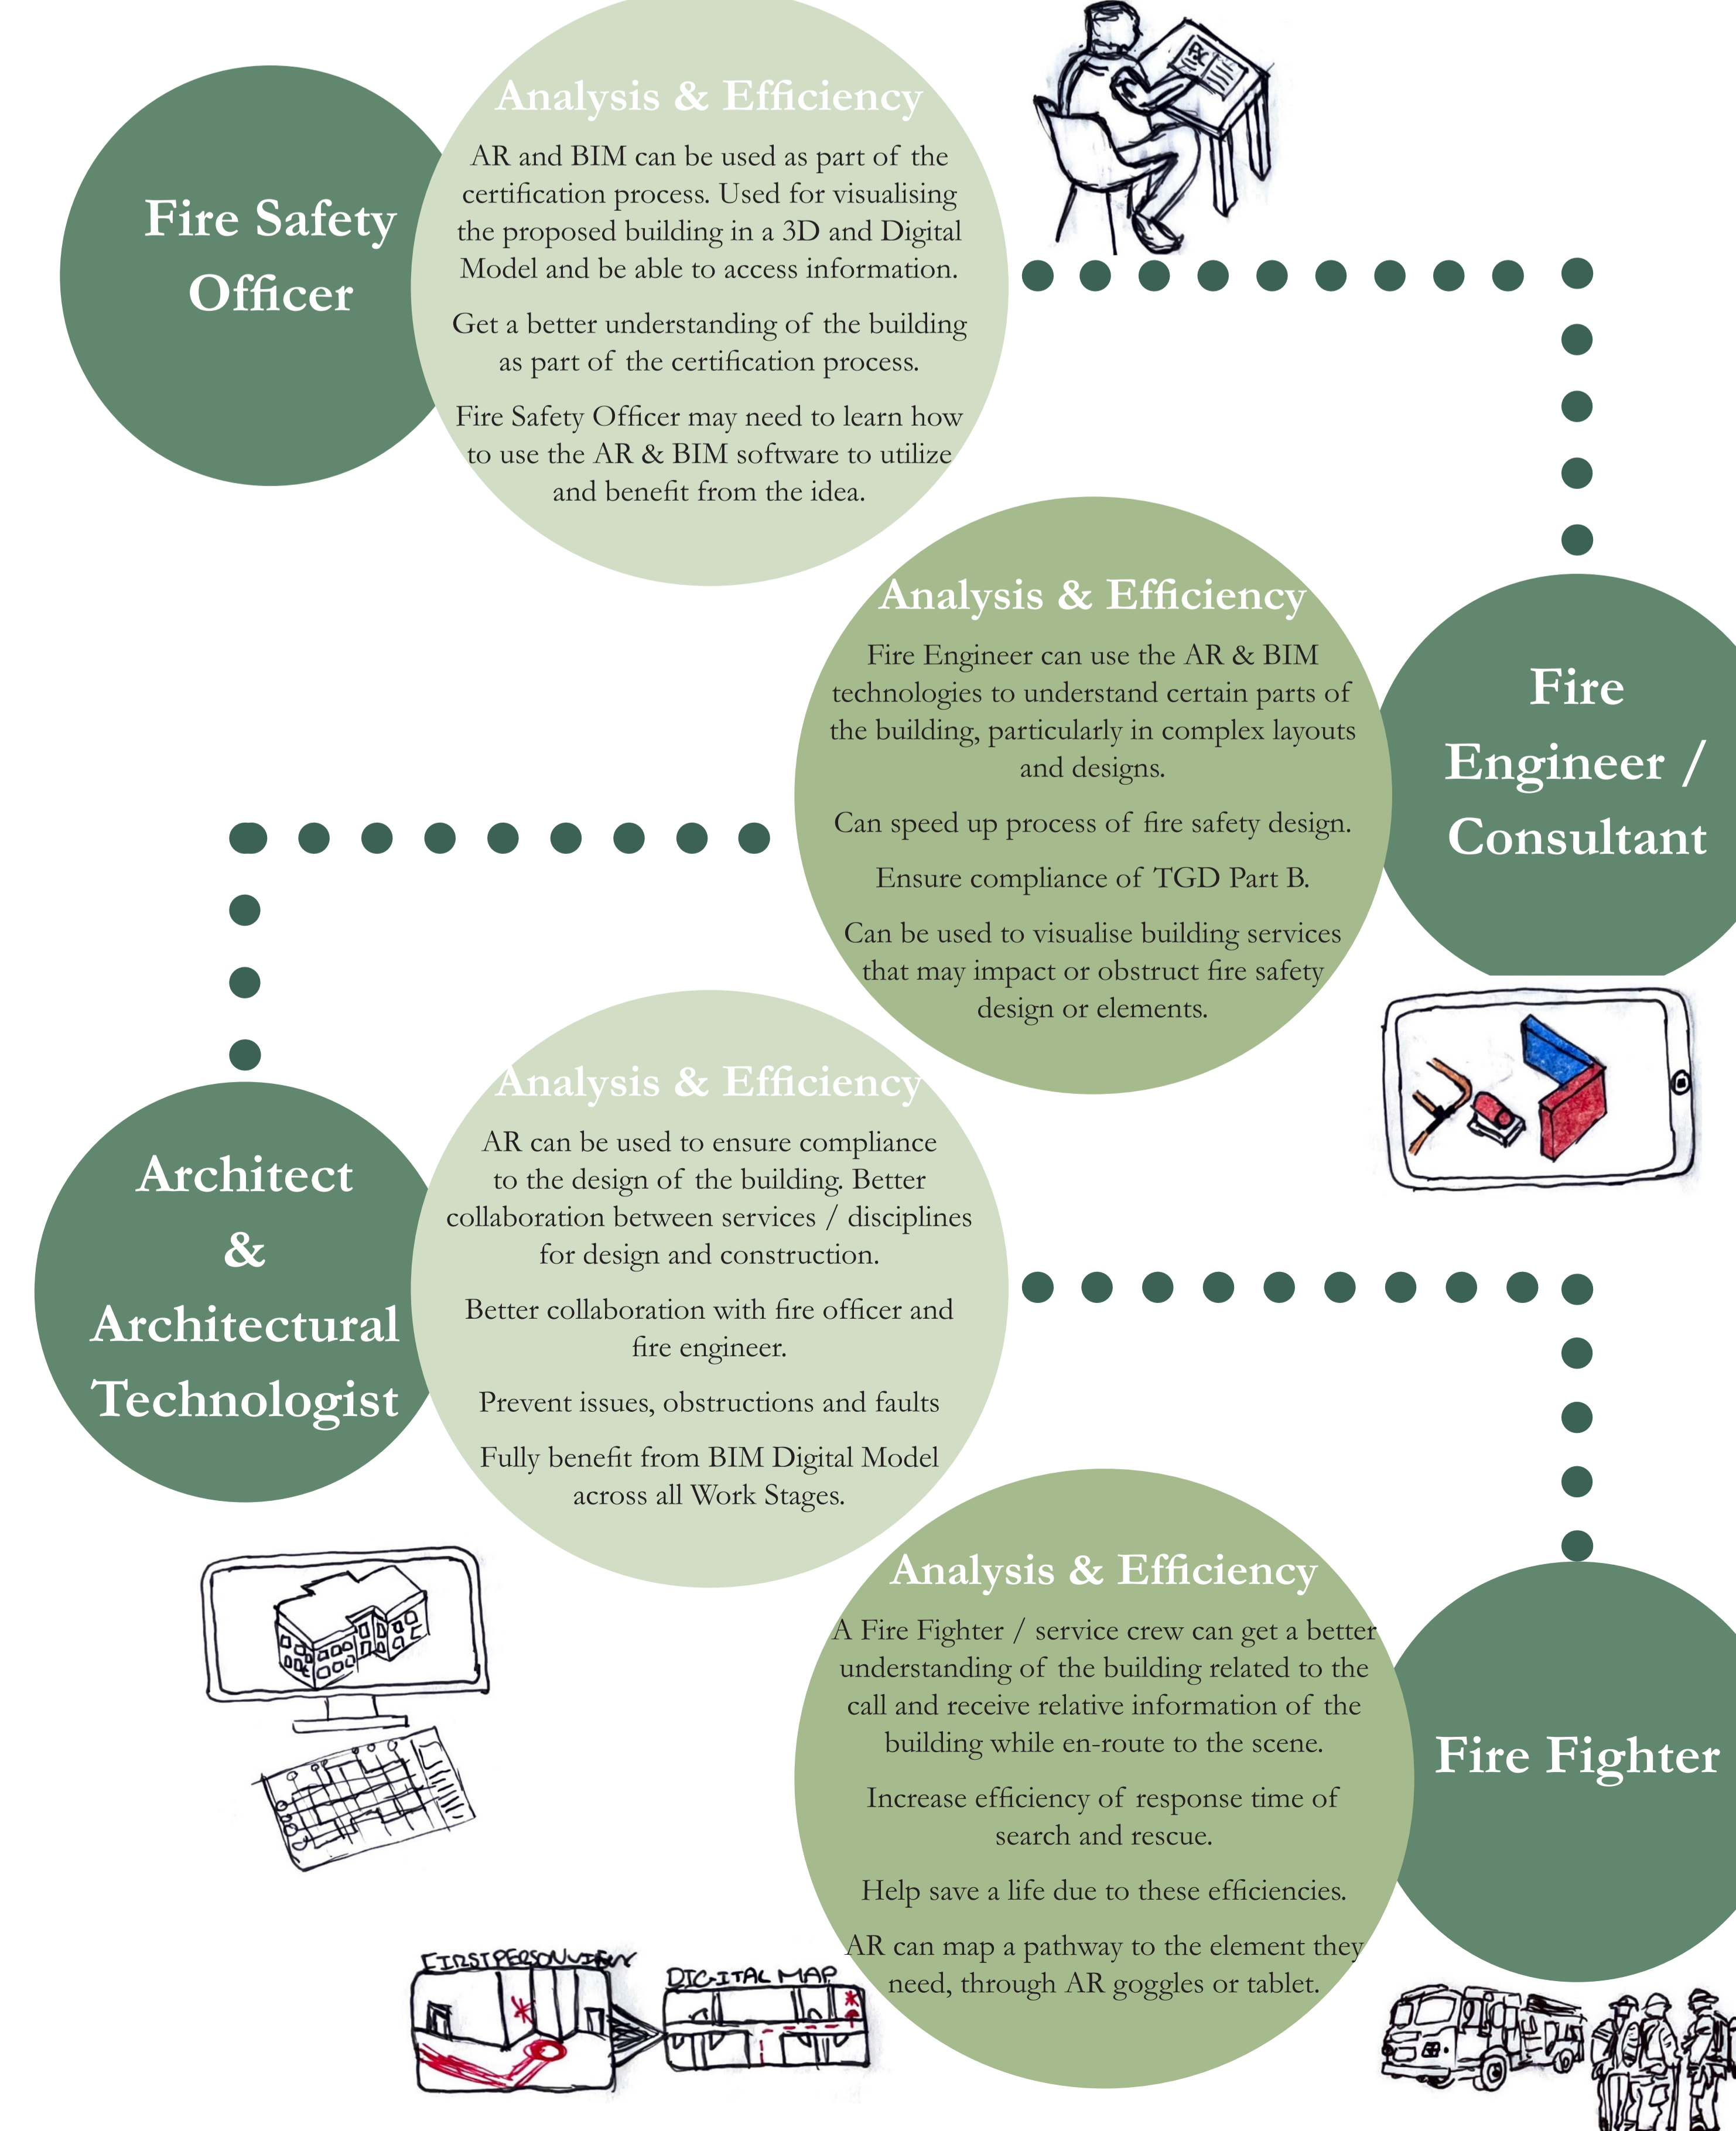 Fire Safety
Officer
Analysis & Efficiency
AR and BIM can be used as part of the
certification process. Used for visualising
the proposed building in a 3D and Digital
Model and be able to access information.
Get a better understanding of the building
as part of the certification process.
Fire Safety Officer may need to learn how
to use the AR & BIM software to utilize
and benefit from the idea.
Analysis & Efficiency
Fire Engineer can use the AR & BIM
technologies to understand certain parts of
the building, particularly in complex layouts
and designs.
Can speed up process of fire safety design.
Ensure compliance of TGD Part B.
Can be used to visualise building services
that may impact or obstruct fire safety
design or elements.
Fire
Engineer /
Consultant
Architect
&
Architectural
Technologist
Analysis & Efficiency
AR can be used to ensure compliance
to the design of the building. Better
collaboration between services / disciplines
for design and construction.
Better collaboration with fire officer and
fire engineer.
Prevent issues, obstructions and faults
Fully benefit from BIM Digital Model
across all Work Stages.
Analysis & Efficiency
A Fire Fighter / service crew can get a better
understanding of the building related to the
call and receive relative information of the
building while en-route to the scene.
Increase efficiency of response time of
search and rescue.
Help save a life due to these efficiencies.
AR can map a pathway to the element they
need, through AR goggles or tablet.
Fire Fighter
FIRST PERSON VIEW
DIGITAL MAP